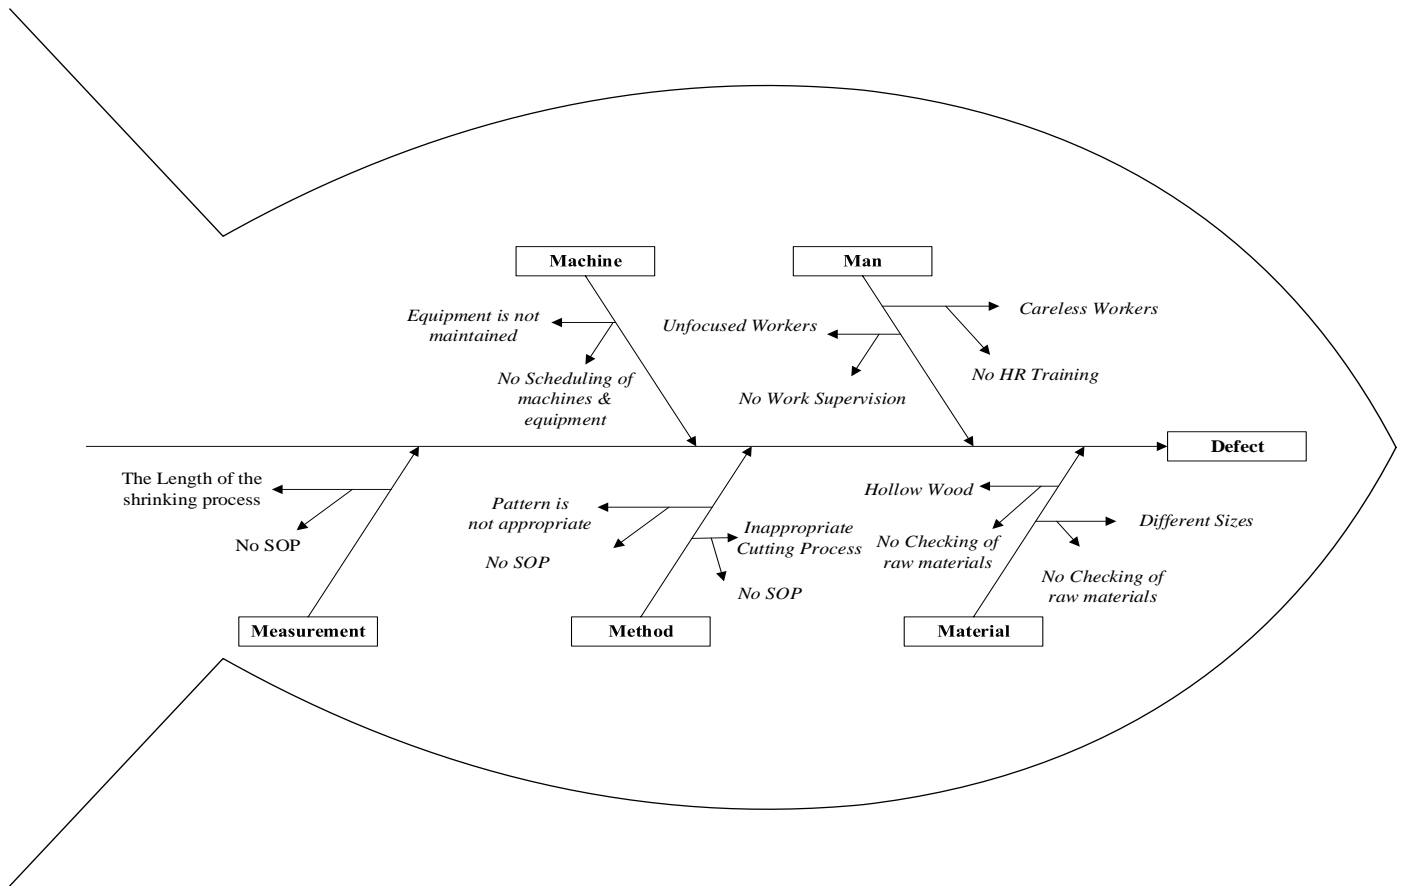 Machine
Man
Equipment is not
maintained
No Scheduling of
machines &
equipment
Unfocused Workers
No Work Supervision
Careless Workers
No HR Training
Defect
The Length of the
shrinking process
No SOP
Measurement
Pattern is
not appropriate
No SOP
Inappropriate
Cutting Process
No SOP
Method
Hollow Wood
No Checking of
raw materials
Different Sizes
No Checking of
raw materials
Material